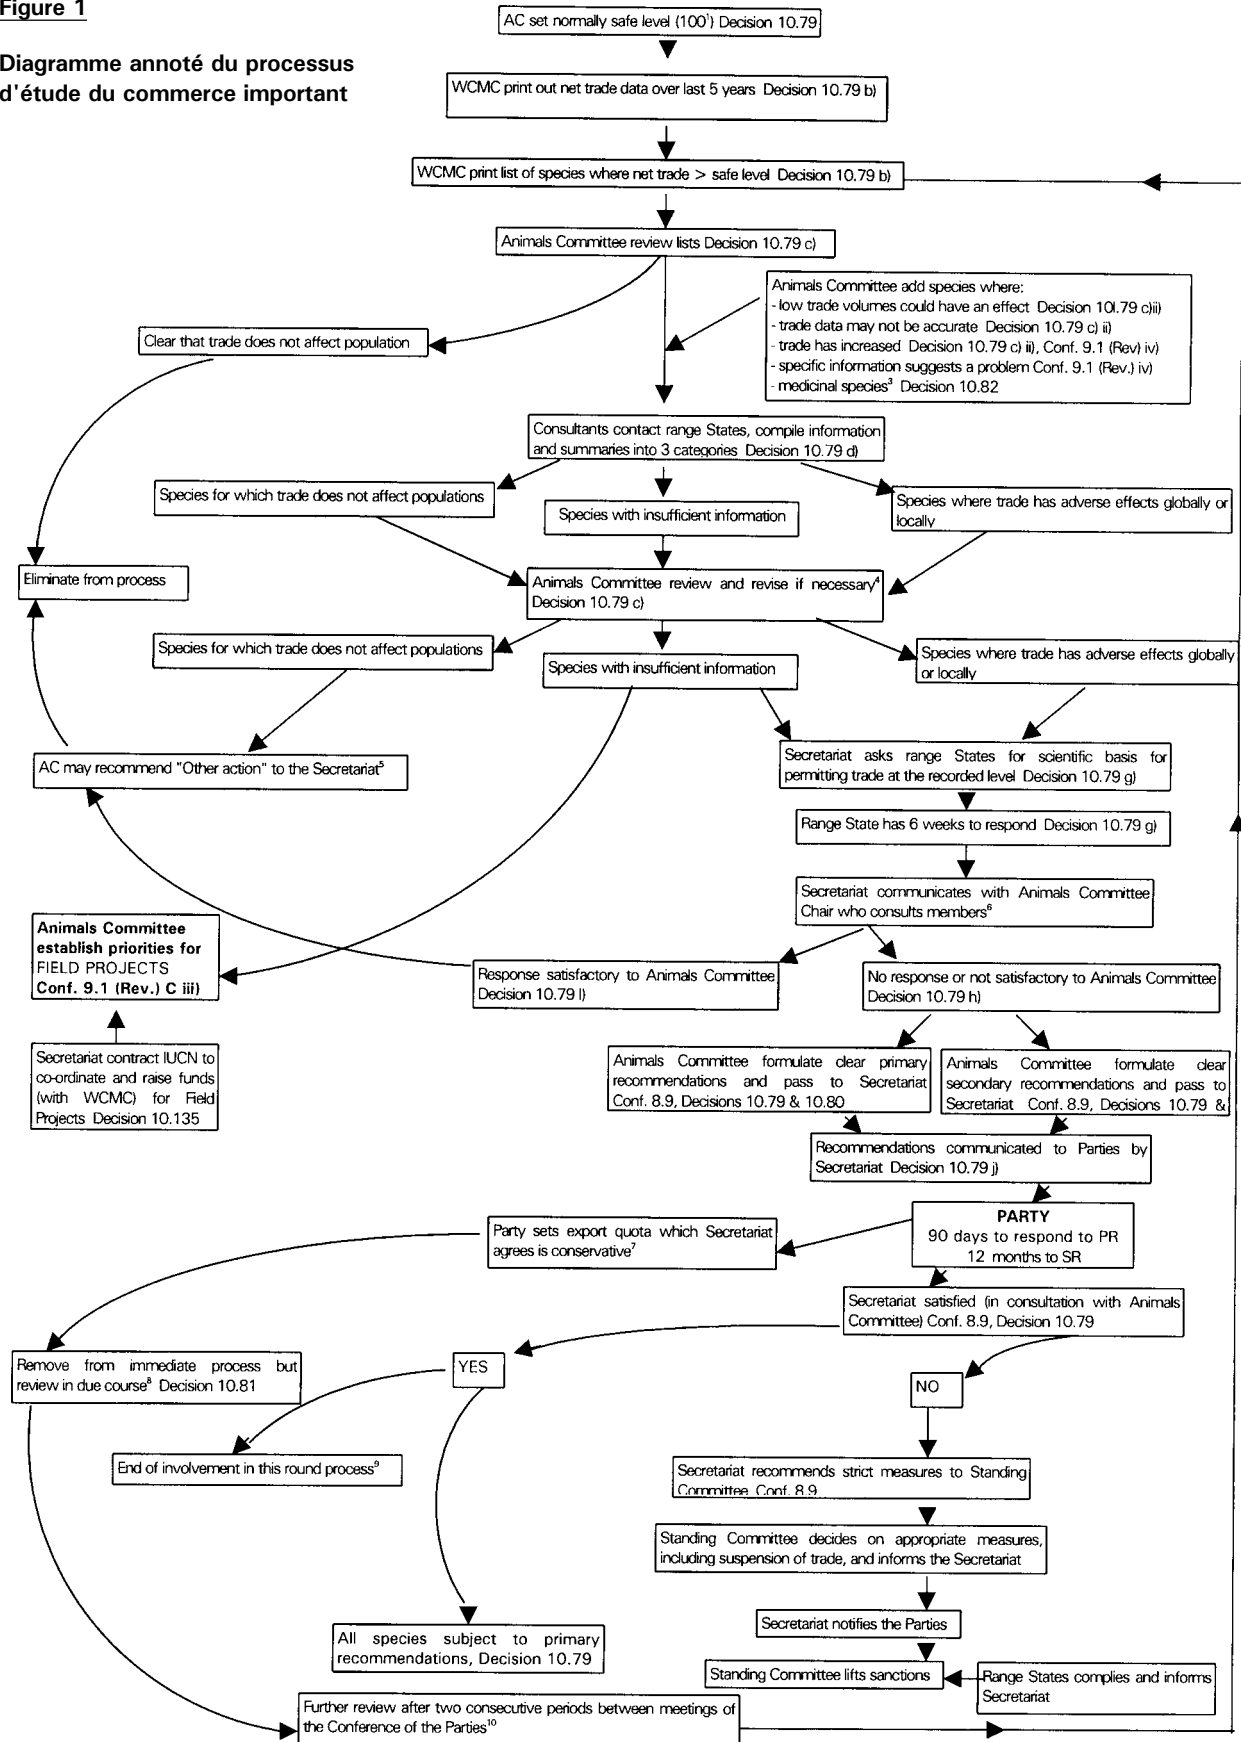 Figure 1
Diagramme annoté du processus
d'étude du commerce important
AC set normally safe level (100¹) Decision 10.79
WCMC print out net trade data over last 5 years Decision 10.79 b)
WCMC print list of species where net trade > safe level Decision 10.79 b)
Animals Committee review lists Decision 10.79 c)
Animals Committee add species where:
- low trade volumes could have an effect Decision 10l.79 c)ii)
- trade data may not be accurate Decision 10.79 c) ii)
- trade has increased Decision 10.79 c) ii), Conf. 9.1 (Rev) iv)
- specific information suggests a problem Conf. 9.1 (Rev.) iv)
- medicinal species³ Decision 10.82
Clear that trade does not affect population
Consultants contact range States, compile information
and summaries into 3 categories Decision 10.79 d)
Species for which trade does not affect populations
Species with insufficient information
Species where trade has adverse effects globally or
locally
Eliminate from process
Animals Committee review and revise if necessary⁴
Decision 10.79 c)
Species for which trade does not affect populations
Species with insufficient information
Species where trade has adverse effects globally
or locally
AC may recommend "Other action" to the Secretariat⁵
Secretariat asks range States for scientific basis for
permitting trade at the recorded level Decision 10.79 g)
Range State has 6 weeks to respond Decision 10.79 g)
Secretariat communicates with Animals Committee
Chair who consults members⁶
Animals Committee
establish priorities for
FIELD PROJECTS
Conf. 9.1 (Rev.) C iii)
Response satisfactory to Animals Committee
Decision 10.79 l)
No response or not satisfactory to Animals Committee
Decision 10.79 h)
Secretariat contract IUCN to
co-ordinate and raise funds
(with WCMC) for Field
Projects Decision 10.135
Animals Committee formulate clear primary
recommendations and pass to Secretariat
Conf. 8.9, Decisions 10.79 & 10.80
Animals Committee formulate clear
secondary recommendations and pass to
Secretariat Conf. 8.9, Decisions 10.79 &
Recommendations communicated to Parties by
Secretariat Decision 10.79 j)
PARTY
90 days to respond to PR
12 months to SR
Party sets export quota which Secretariat
agrees is conservative⁷
Secretariat satisfied (in consultation with Animals
Committee) Conf. 8.9, Decision 10.79
Remove from immediate process but
review in due course⁸ Decision 10.81
YES
NO
End of involvement in this round process⁹
Secretariat recommends strict measures to Standing
Committee Conf. 8.9
Standing Committee decides on appropriate measures,
including suspension of trade, and informs the Secretariat
Secretariat notifies the Parties
All species subject to primary
recommendations, Decision 10.79
Standing Committee lifts sanctions
Range States complies and informs
Secretariat
Further review after two consecutive periods between meetings of
the Conference of the Parties¹⁰